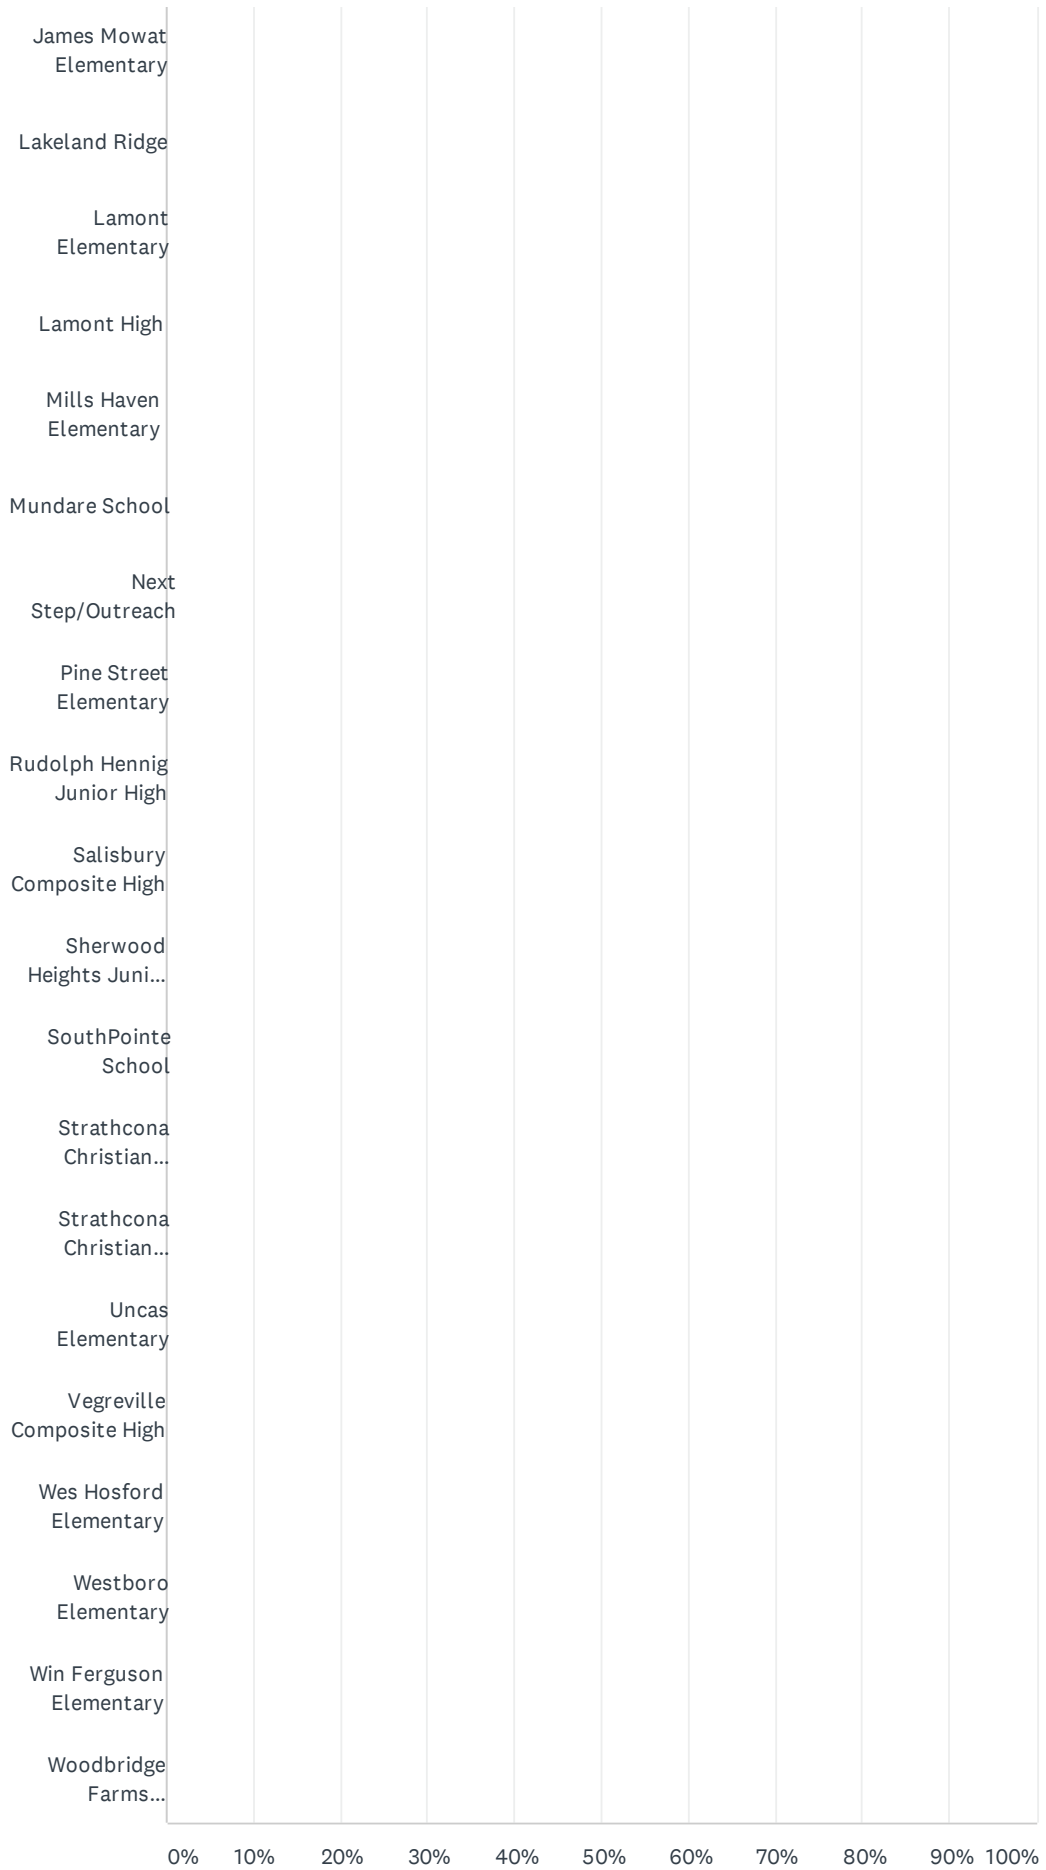 James Mowat
Elementary
Lakeland Ridge
Lamont
Elementary
Lamont High
Mills Haven
Elementary
Mundare School
Next
Step/Outreach
Pine Street
Elementary
Rudolph Hennig
Junior High
Salisbury
Composite High
Sherwood
Heights Juni...
SouthPointe
School
Strathcona
Christian...
Strathcona
Christian...
Uncas
Elementary
Vegreville
Composite High
Wes Hosford
Elementary
Westboro
Elementary
Win Ferguson
Elementary
Woodbridge
Farms...
0% 10% 20% 30% 40% 50% 60% 70% 80% 90% 100%